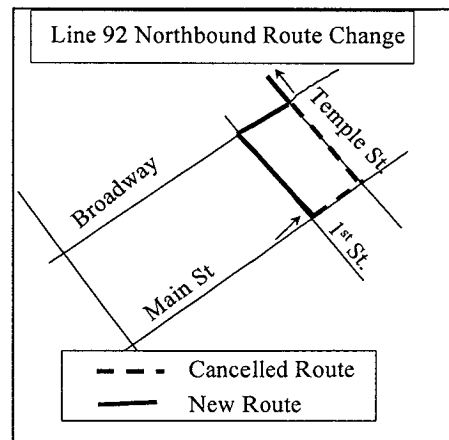 Line 92 Northbound Route Change
Temple St.
Broadway
1st St.
Main St
Cancelled Route
New Route